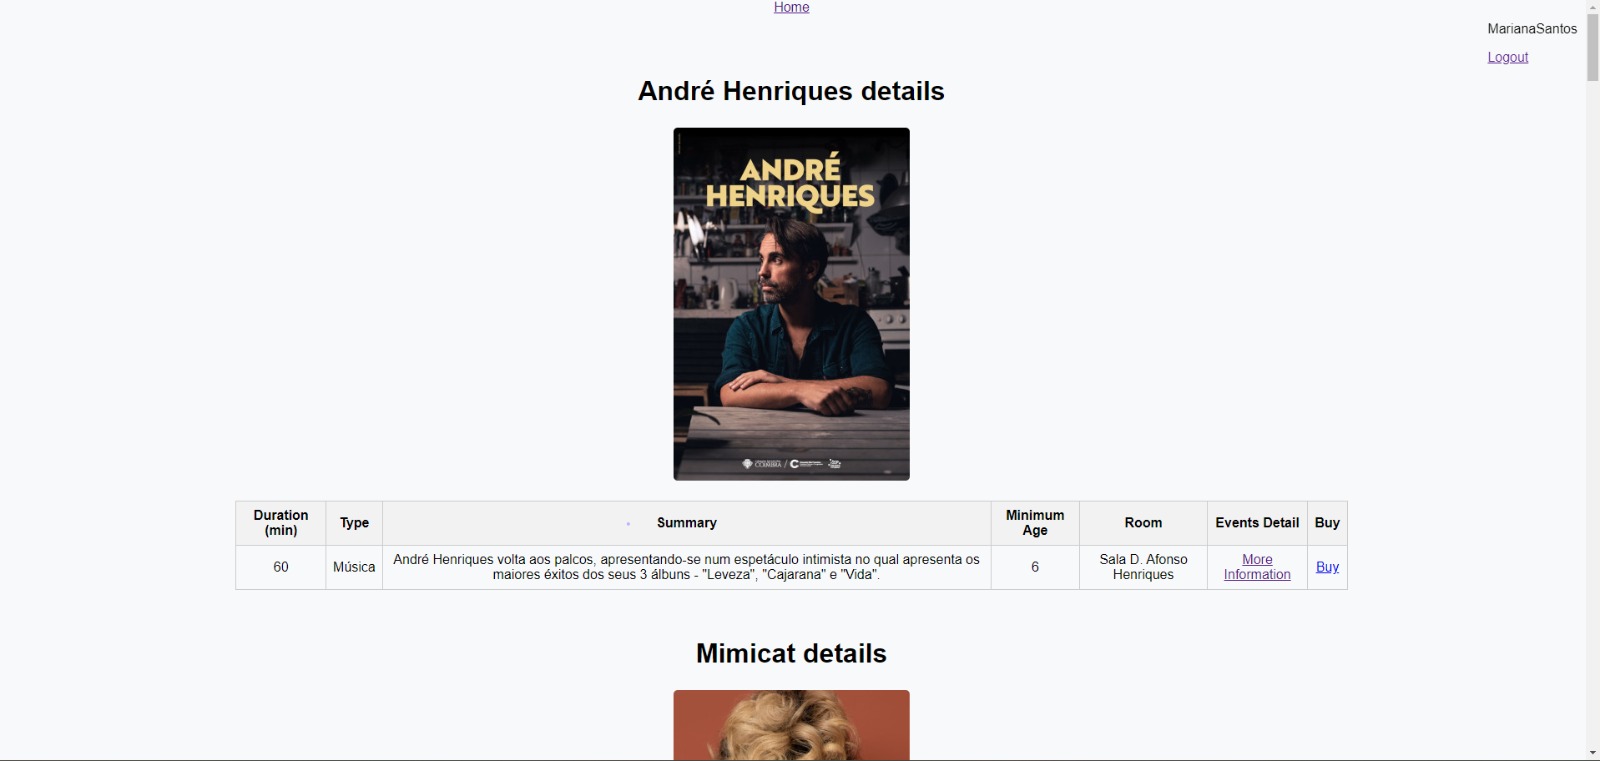 Home
MarianaSantos
Logout
André Henriques details
ANDRÉ
HENRIQUES
COIMBRA
Duration
(min)
Type
Summary
Minimum
Age
Room
Events Detail
Buy
60
Música
André Henriques volta aos palcos, apresentando-se num espetáculo intimista no qual apresenta os
maiores éxitos dos seus 3 álbuns - "Leveza", "Cajarana" e "Vida".
6
Sala D. Afonso
Henriques
More
Information
Buy
Mimicat details